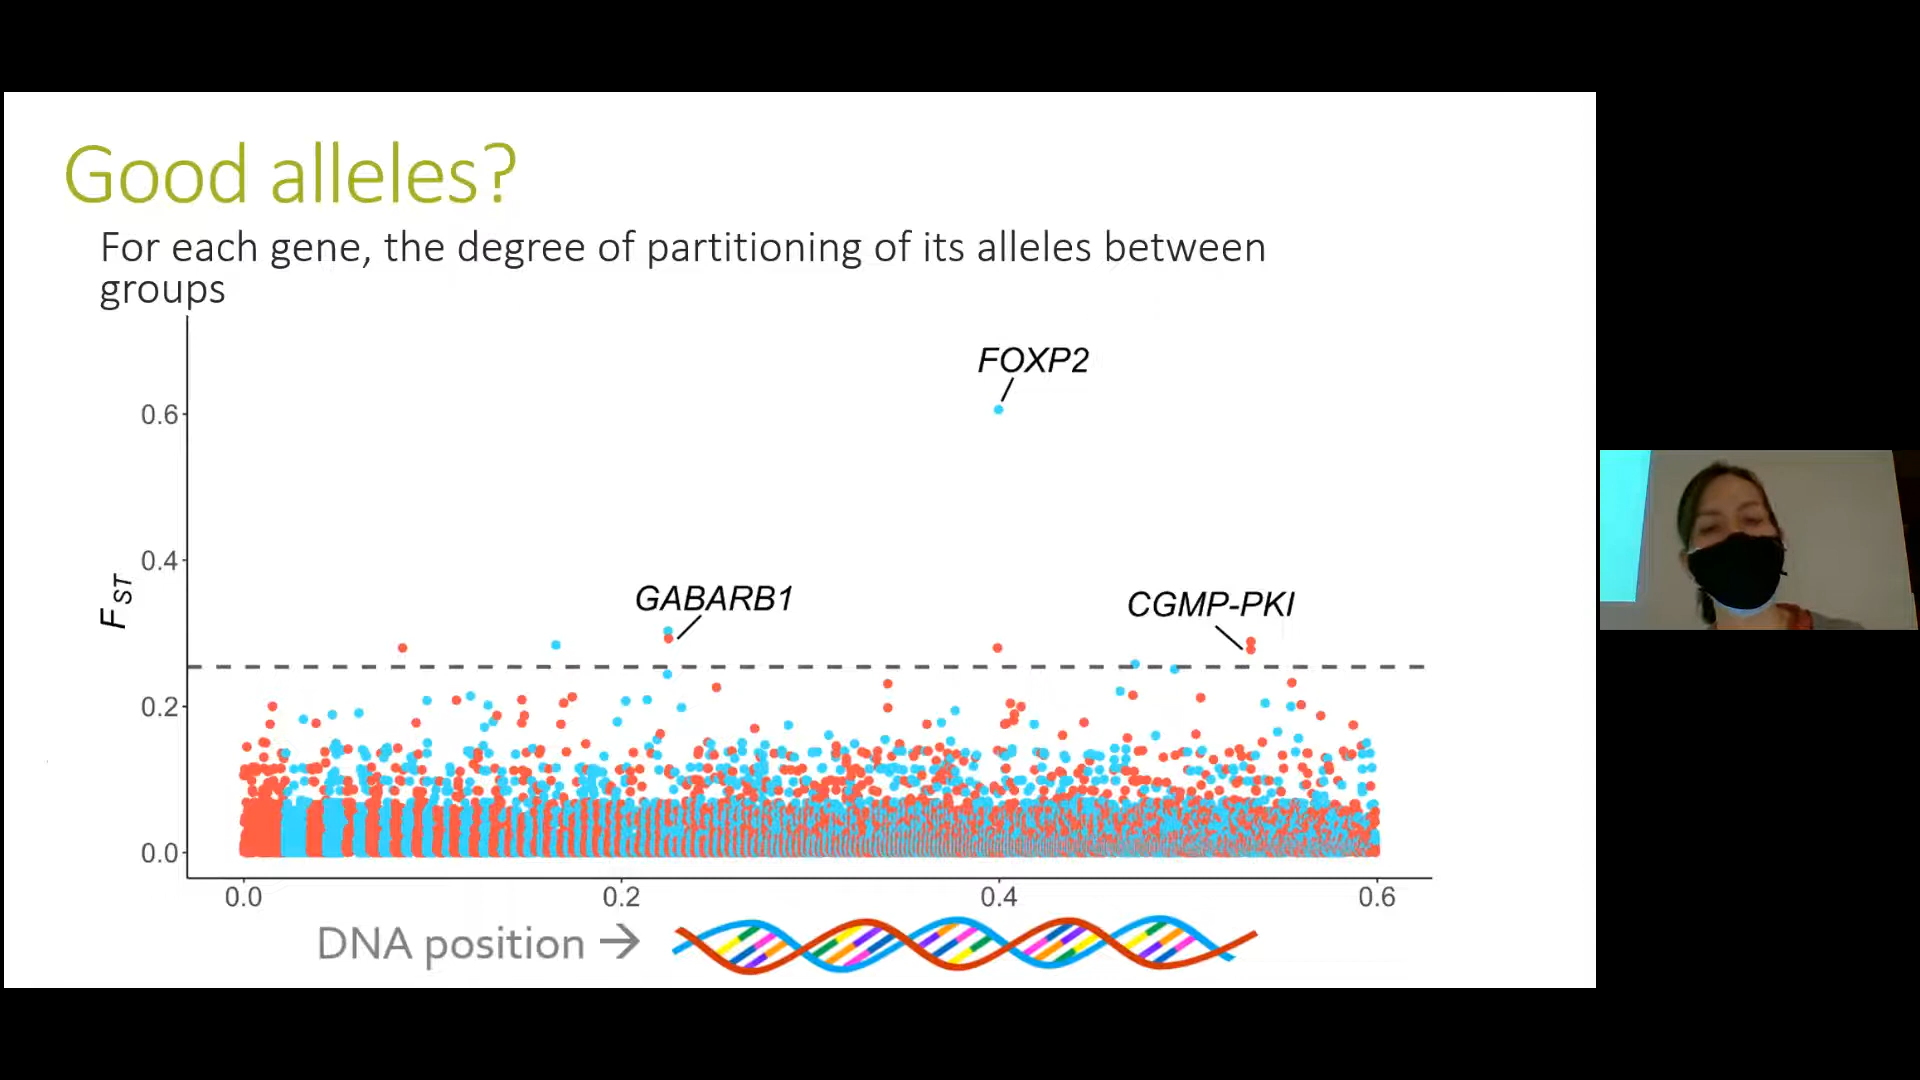 Good alleles?
For each gene, the degree of partitioning of its alleles between
groups
FOXP2
0.6
0.4
GABARB1
CGMP-PKI
FST
0.2
0.0
0.0
0.2
0.4
0.6
DNA position →